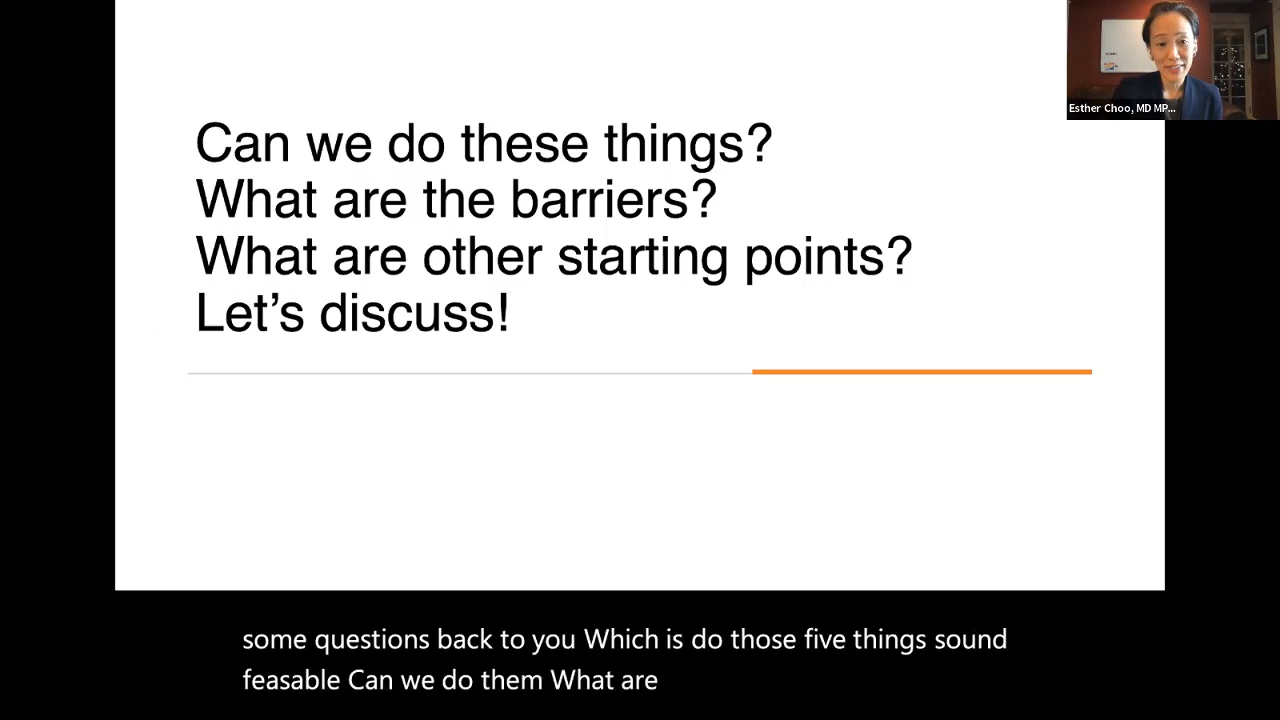 Can we do these things?
What are the barriers?
What are other starting points?
Let’s discuss!
Esther Choo, MD MP...
some questions back to you Which is do those five things sound
feasable Can we do them What are